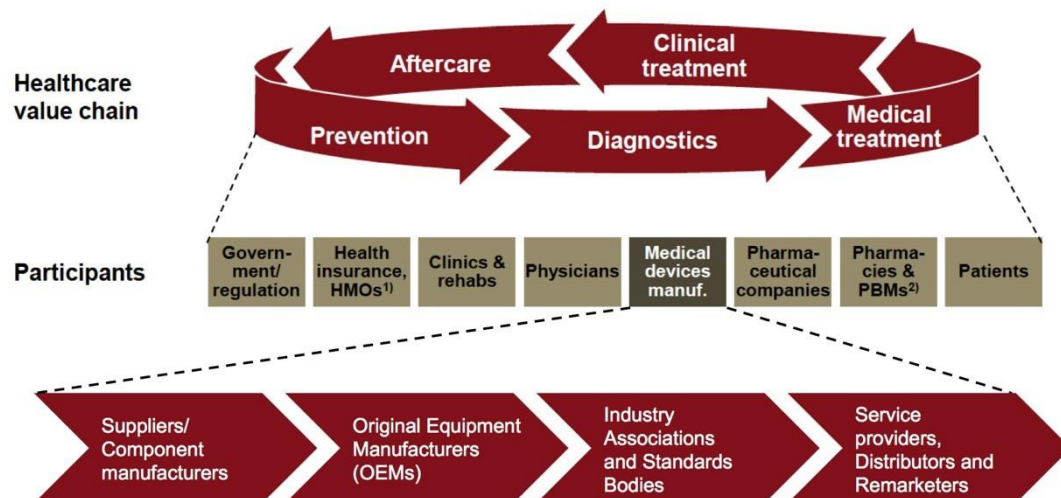 Healthcare
value chain
Aftercare
Clinical
treatment
Prevention
Diagnostics
Medical
treatment
Participants
Govern-
ment/
regulation
Health
insurance,
HMOs¹⁾
Clinics &
rehabs
Physicians
Medical
devices
manuf.
Pharma-
ceutical
companies
Pharma-
cies &
PBMs²⁾
Patients
Suppliers/
Component
manufacturers
Original Equipment
Manufacturers
(OEMs)
Industry
Associations
and Standards
Bodies
Service
providers,
Distributors and
Remarketers